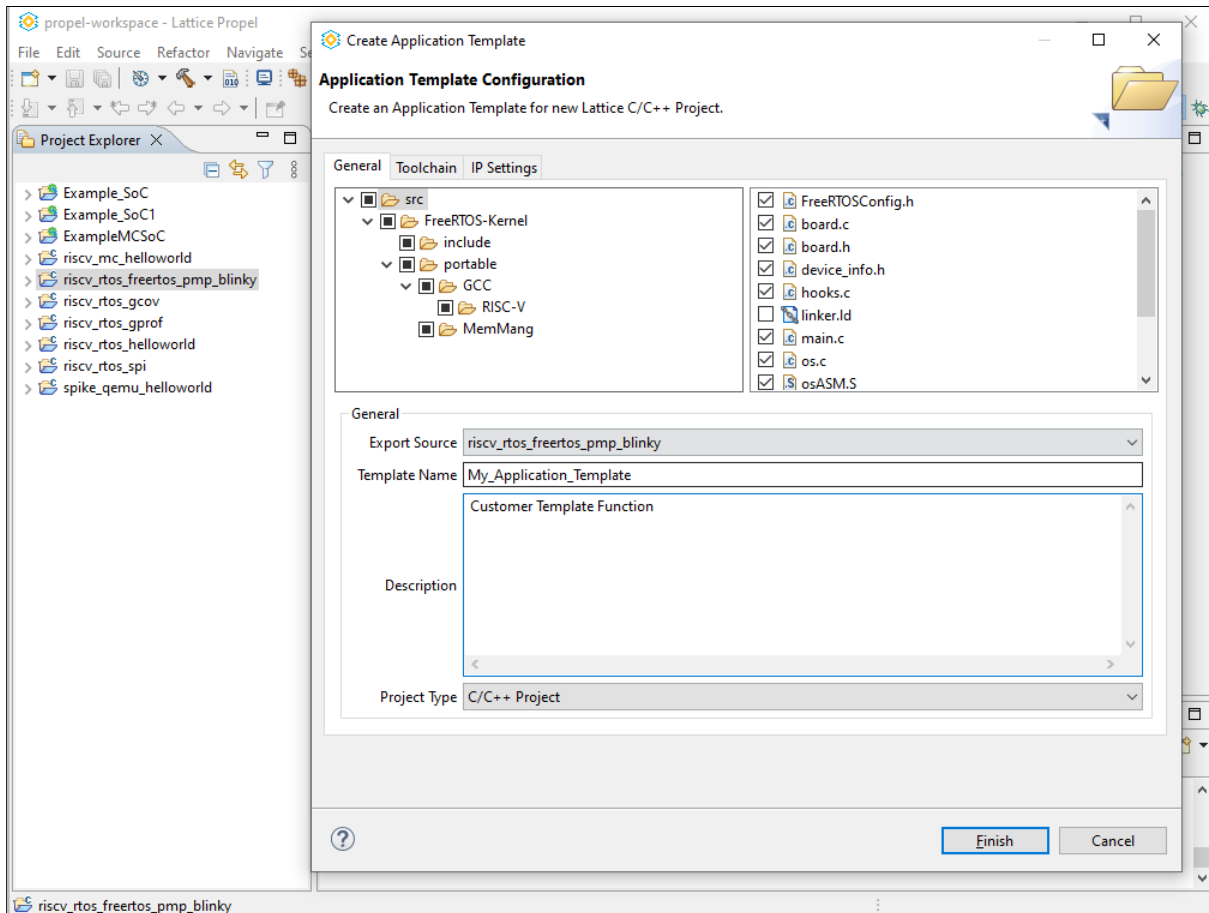 propel-workspace - Lattice Propel
File Edit Source Refactor Navigate Se
Project Explorer
Example_SoC
Example_SoC1
ExampleMCSoC
riscv_mc_helloworld
riscv_rtos_freertos_pmp_blinky
riscv_rtos_gcov
riscv_rtos_gprof
riscv_rtos_helloworld
riscv_rtos_spi
spike_qemu_helloworld
Create Application Template
Application Template Configuration
Create an Application Template for new Lattice C/C++ Project.
General Toolchain IP Settings
src
FreeRTOS-Kernel
include
portable
GCC
RISC-V
MemMang
FreeRTOSConfig.h
board.c
board.h
device_info.h
hooks.c
linker.ld
main.c
os.c
osASM.S
General
Export Source riscv_rtos_freertos_pmp_blinky
Template Name My_Application_Template
Customer Template Function
Description
Project Type C/C++ Project
Finish Cancel
riscv_rtos_freertos_pmp_blinky